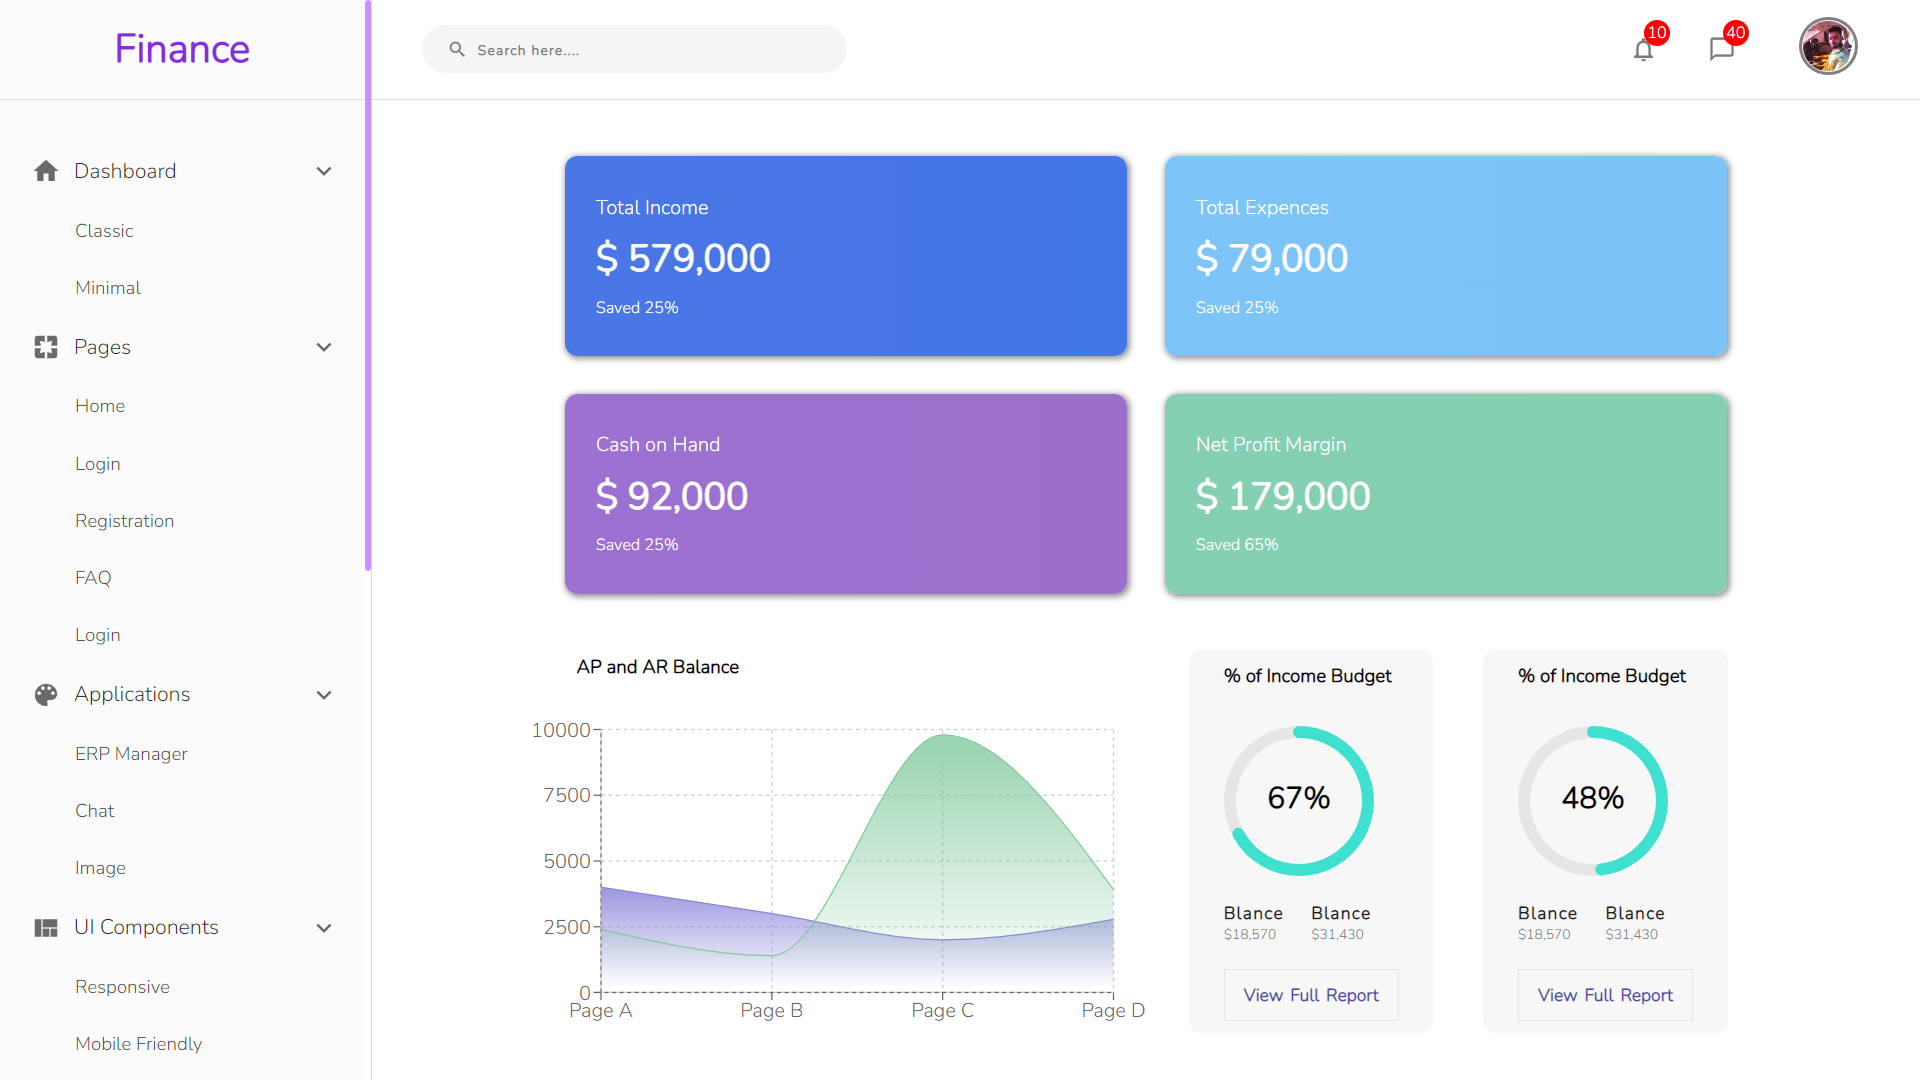 Finance
Search here....
10
40
Dashboard
Classic
Minimal
Pages
Home
Login
Registration
FAQ
Login
Applications
ERP Manager
Chat
Image
UI Components
Responsive
Mobile Friendly
Total Income
$ 579,000
Saved 25%
Total Expences
$ 79,000
Saved 25%
Cash on Hand
$ 92,000
Saved 25%
Net Profit Margin
$ 179,000
Saved 65%
AP and AR Balance
10000
7500
5000
2500
0
Page A Page B Page C Page D
% of Income Budget
67%
Blance Blance
$18,570 $31,430
View Full Report
% of Income Budget
48%
Blance Blance
$18,570 $31,430
View Full Report